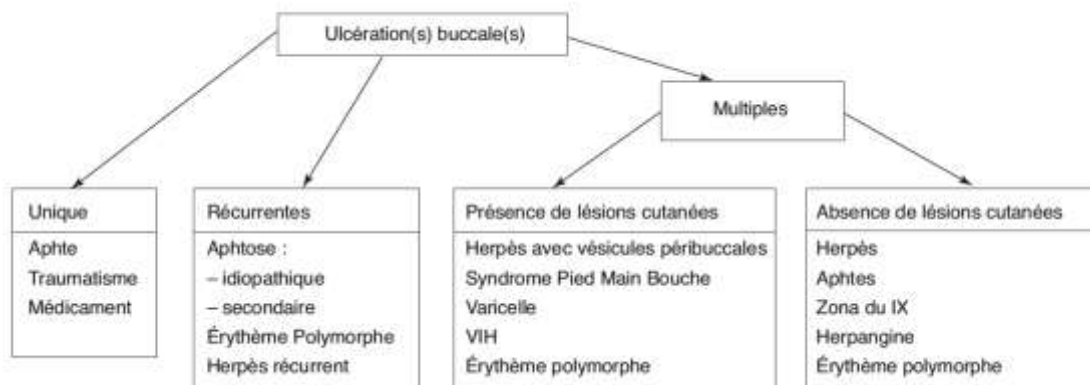 Ulcération(s) buccale(s)
Multiples
Unique
Aphte
Traumatisme
Médicament
Récurrentes
Aphtose :
– idiopathique
– secondaire
Érythème Polymorphe
Herpès récurrent
Présence de lésions cutanées
Herpès avec vésicules péribuccales
Syndrome Pied Main Bouche
Varicelle
VIH
Érythème polymorphe
Absence de lésions cutanées
Herpès
Aphtes
Zona du IX
Herpangine
Érythème polymorphe